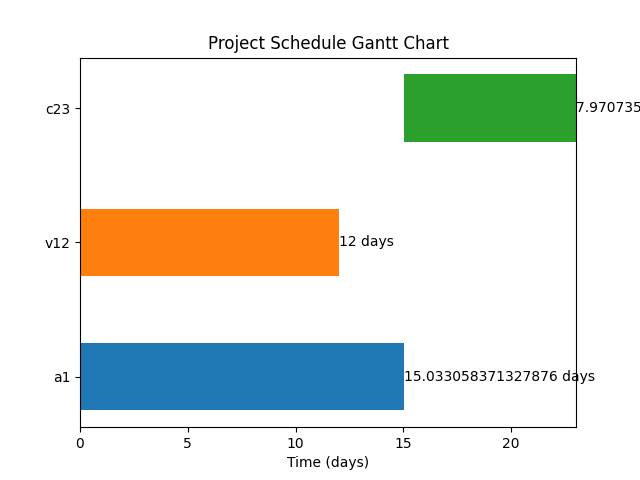 Project Schedule Gantt Chart
c23
7.970735
v12
12 days
a1
15.033058371327876 days
0 5 10 15 20
Time (days)